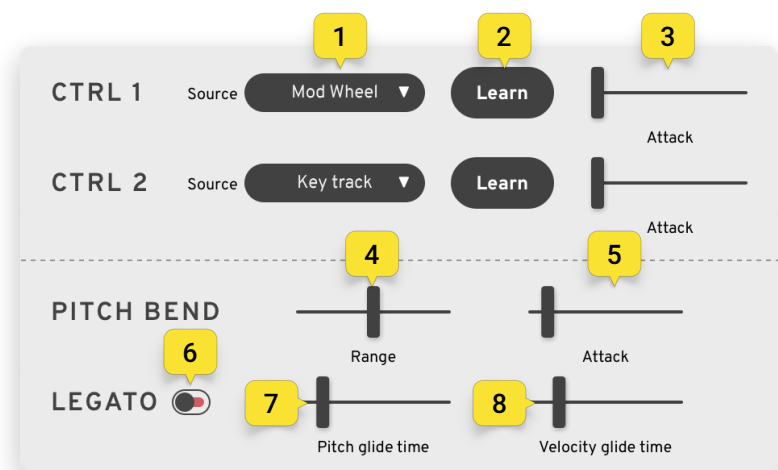 1 2 3
CTRL 1 Source Mod Wheel ▼ Learn
Attack
CTRL 2 Source Key track ▼ Learn
Attack
4 5
PITCH BEND
Range Attack
6
LEGATO 7 8
Pitch glide time Velocity glide time